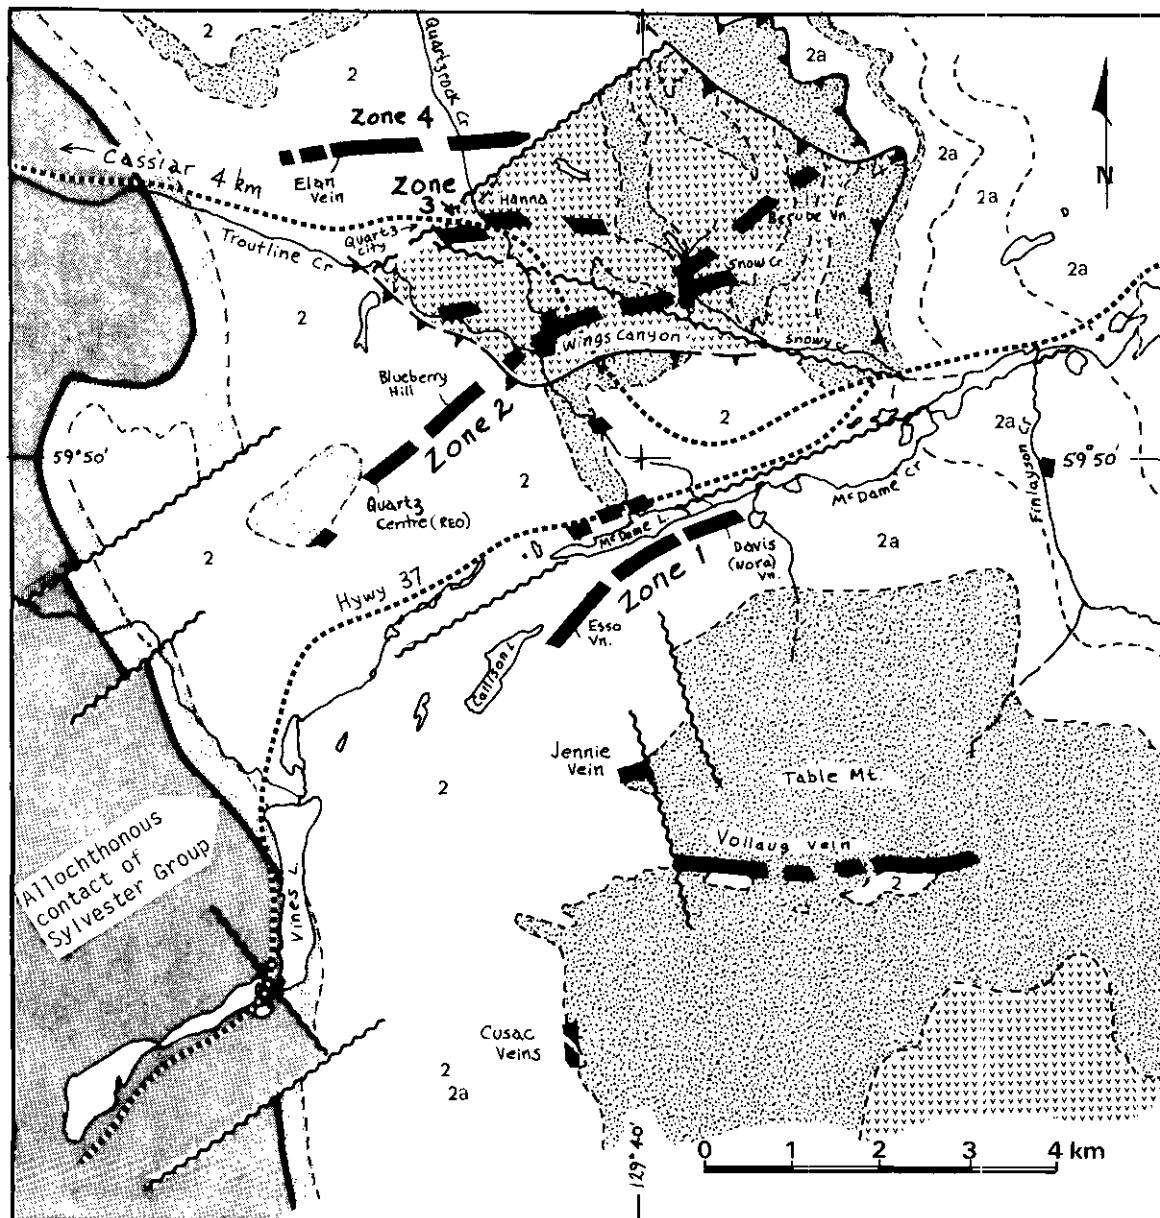 2
2
Quartzrock Cr
2a
Zone 4
Casslar 4 km
Elan
Vein
Zone
3
Hanna
2a
N
2a
Berube Vn.
Quartz
City
Troutline Cr
Snow Cr.
2a
2
Wings Canyon
Snowy Cr
Blueberry
Hill
Zone 2
2
2a
59°50'
59°50'
Finlayson Cr
2
Quartz
Centre (REO)
McDame Cr
McDame L.
2
2a
Davis
(Nora)
Vn.
Hywy 37
Zone 1
Esso
Vn.
Callison L
Jennie
Vein
Table Mt.
2
Vollaug Vein
2
Allochthonous
contact of
Sylvester Group
Vines L
Cusac
Veins
2
2a
129°40'
0 1 2 3 4 km